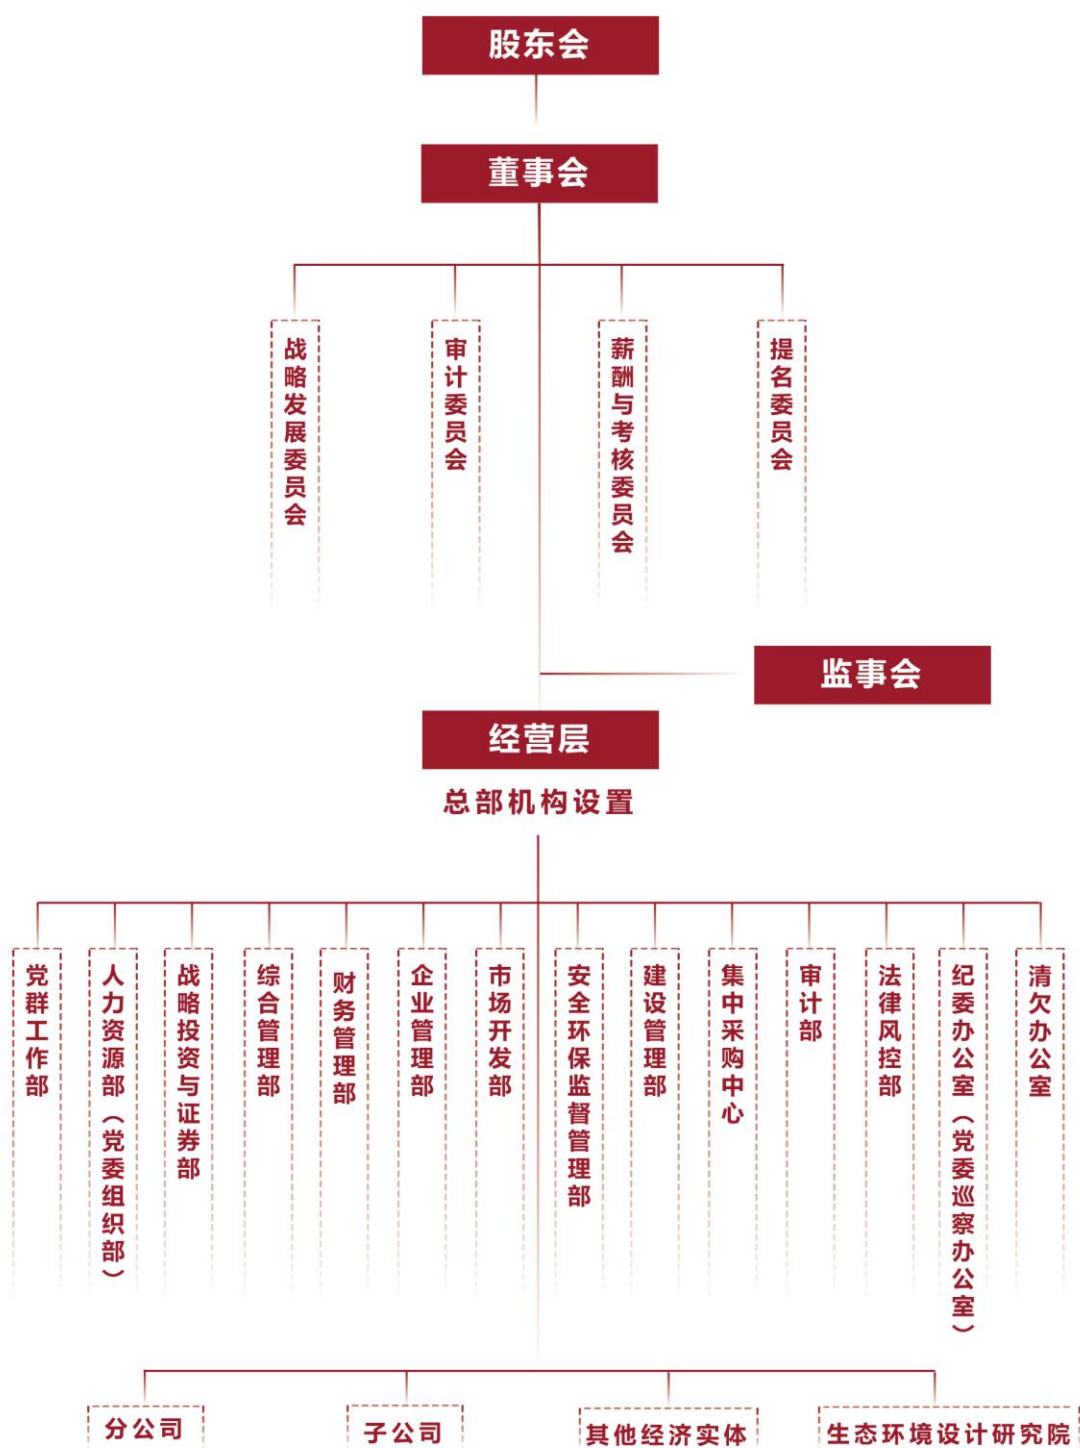 股东会
董事会
战略发展委员会
审计委员会
薪酬与考核委员会
提名委员会
监事会
经营层
总部机构设置
党群工作部
人力资源部（党委组织部）
战略投资与证券部
综合管理部
财务管理部
企业管理部
市场开发部
安全环保监督管理部
建设管理部
集中采购中心
审计部
法律风控部
纪委办公室（党委巡察办公室）
清欠办公室
分公司
子公司
其他经济实体
生态环境设计研究院